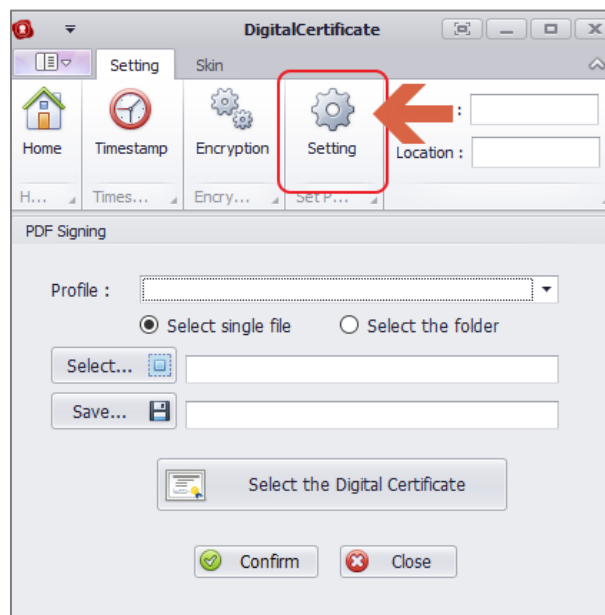 DigitalCertificate
Setting Skin
Home Timestamp Encryption Setting :
Location :
H... Times... Encry... Set P...
PDF Signing
Profile :
Select single file Select the folder
Select...
Save...
Select the Digital Certificate
Confirm Close